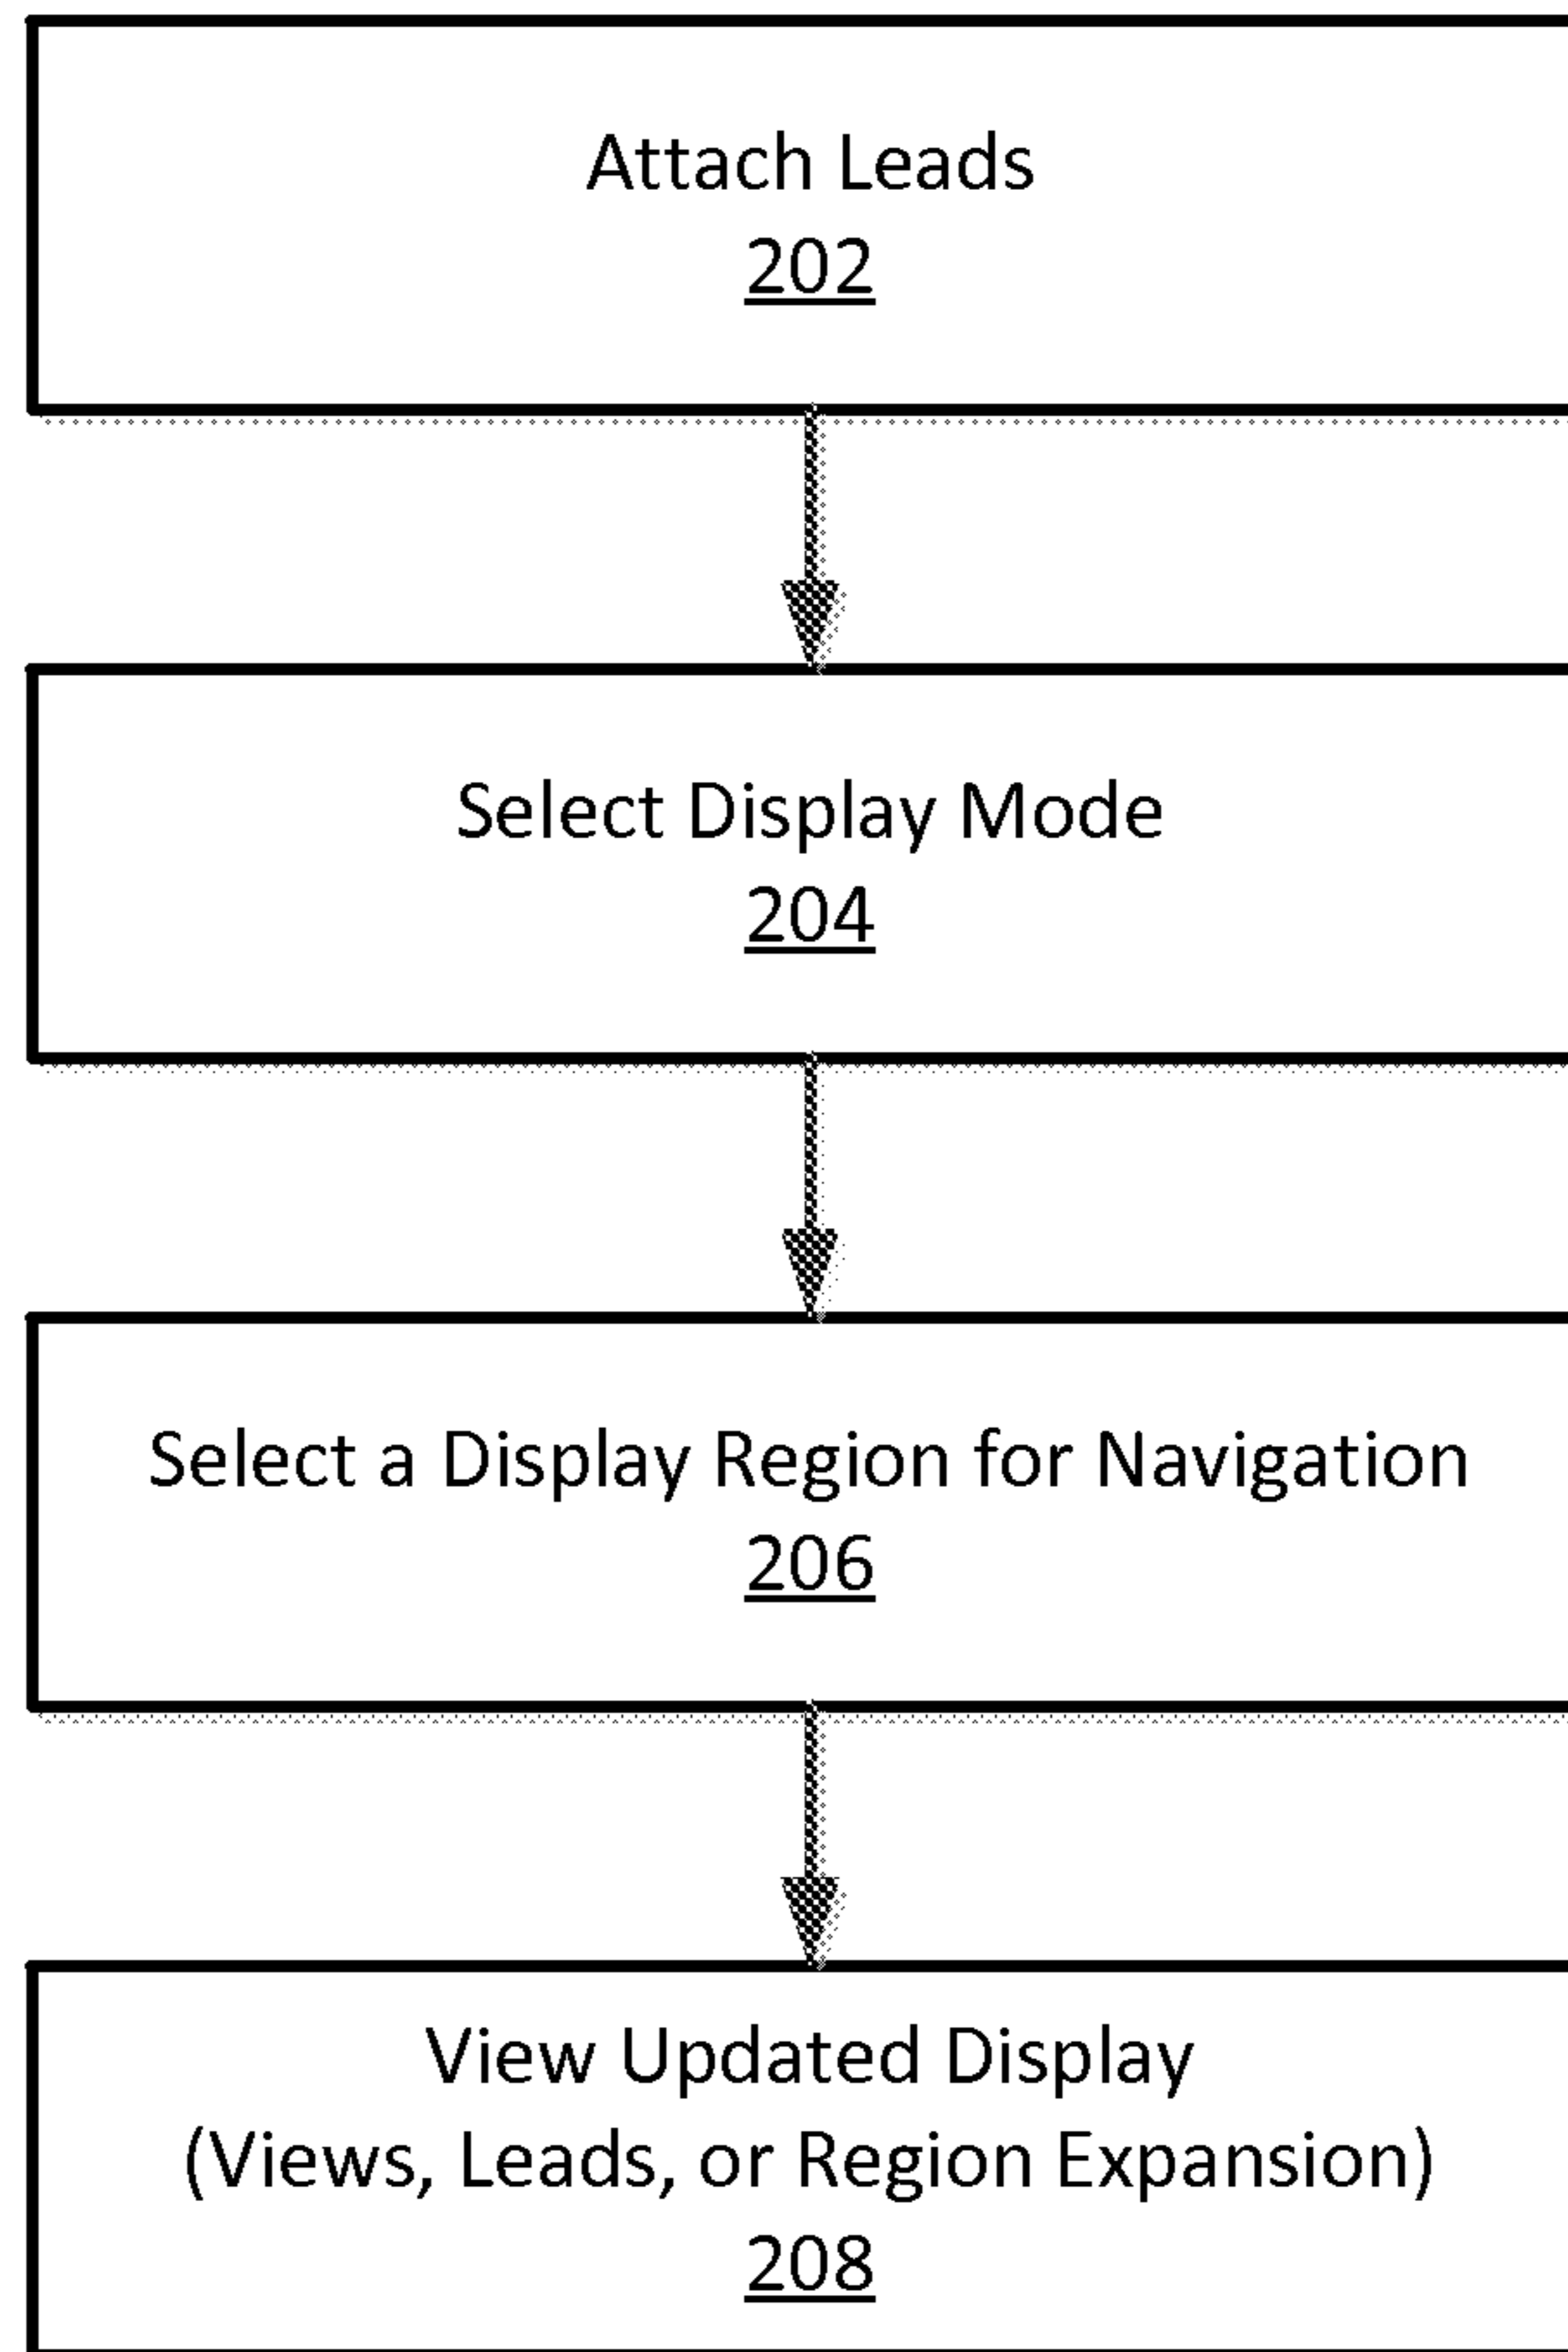 Attach Leads
202
Select Display Mode
204
Select a Display Region for Navigation
206
View Updated Display
(Views, Leads, or Region Expansion)
208